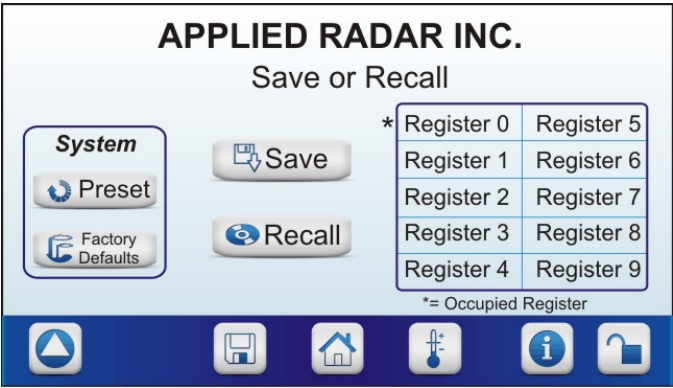 APPLIED RADAR INC.
Save or Recall
System
Preset
Factory
Defaults
Save
Recall
* Register 0 Register 5
Register 1 Register 6
Register 2 Register 7
Register 3 Register 8
Register 4 Register 9
*= Occupied Register